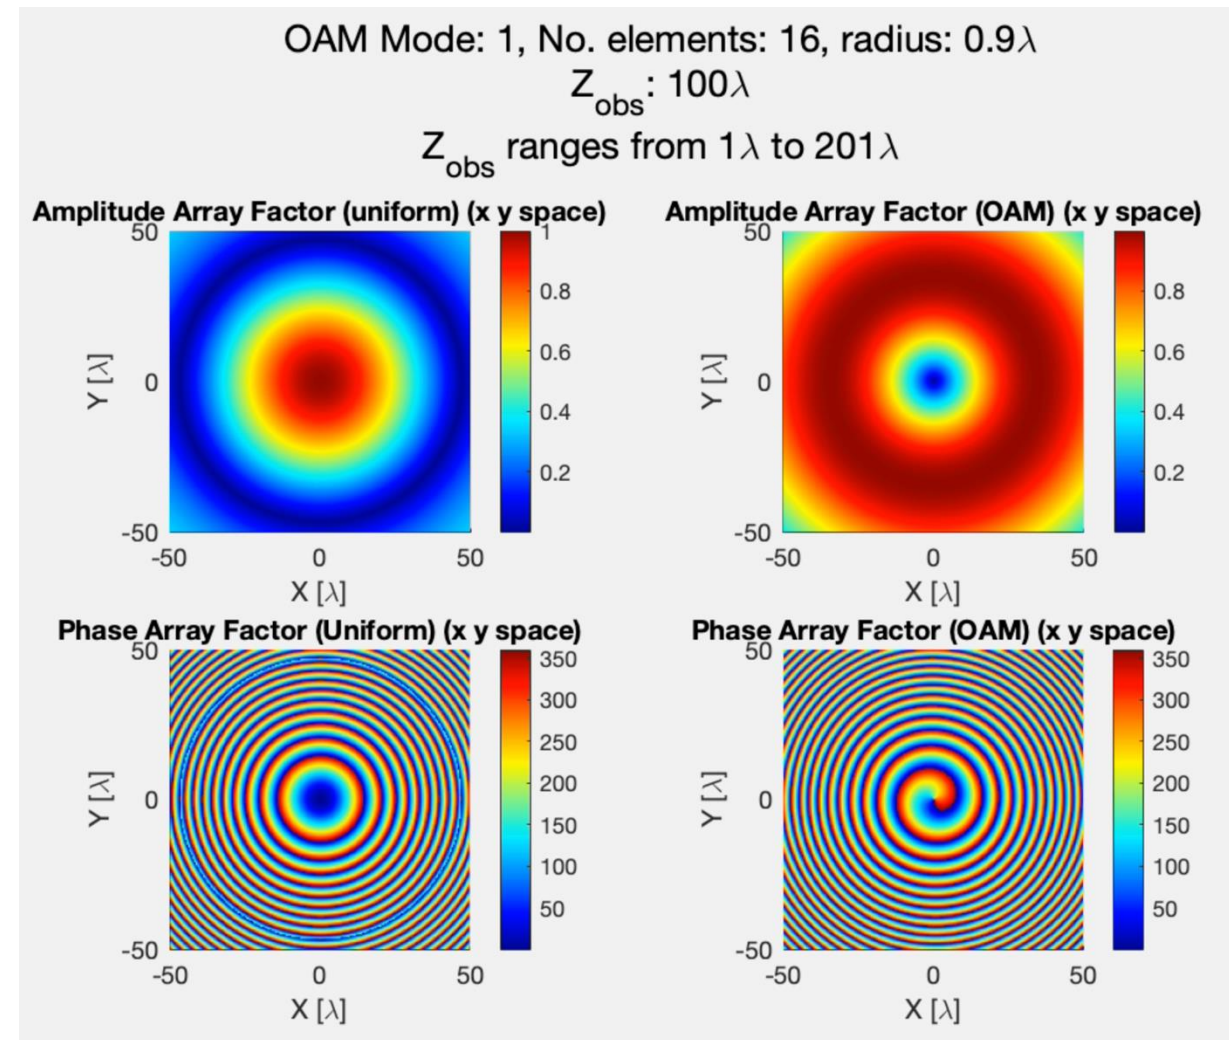 OAM Mode: 1, No. elements: 16, radius: 0.9λ
Zobs: 100λ
Zobs ranges from 1λ to 201λ
Amplitude Array Factor (uniform) (x y space)
50
0
-50
Y [λ]
-50 0 50
X [λ]
1
0.8
0.6
0.4
0.2
Amplitude Array Factor (OAM) (x y space)
50
0
-50
Y [λ]
-50 0 50
X [λ]
0.8
0.6
0.4
0.2
Phase Array Factor (Uniform) (x y space)
50
0
-50
Y [λ]
-50 0 50
X [λ]
350
300
250
200
150
100
50
Phase Array Factor (OAM) (x y space)
50
0
-50
Y [λ]
-50 0 50
X [λ]
350
300
250
200
150
100
50